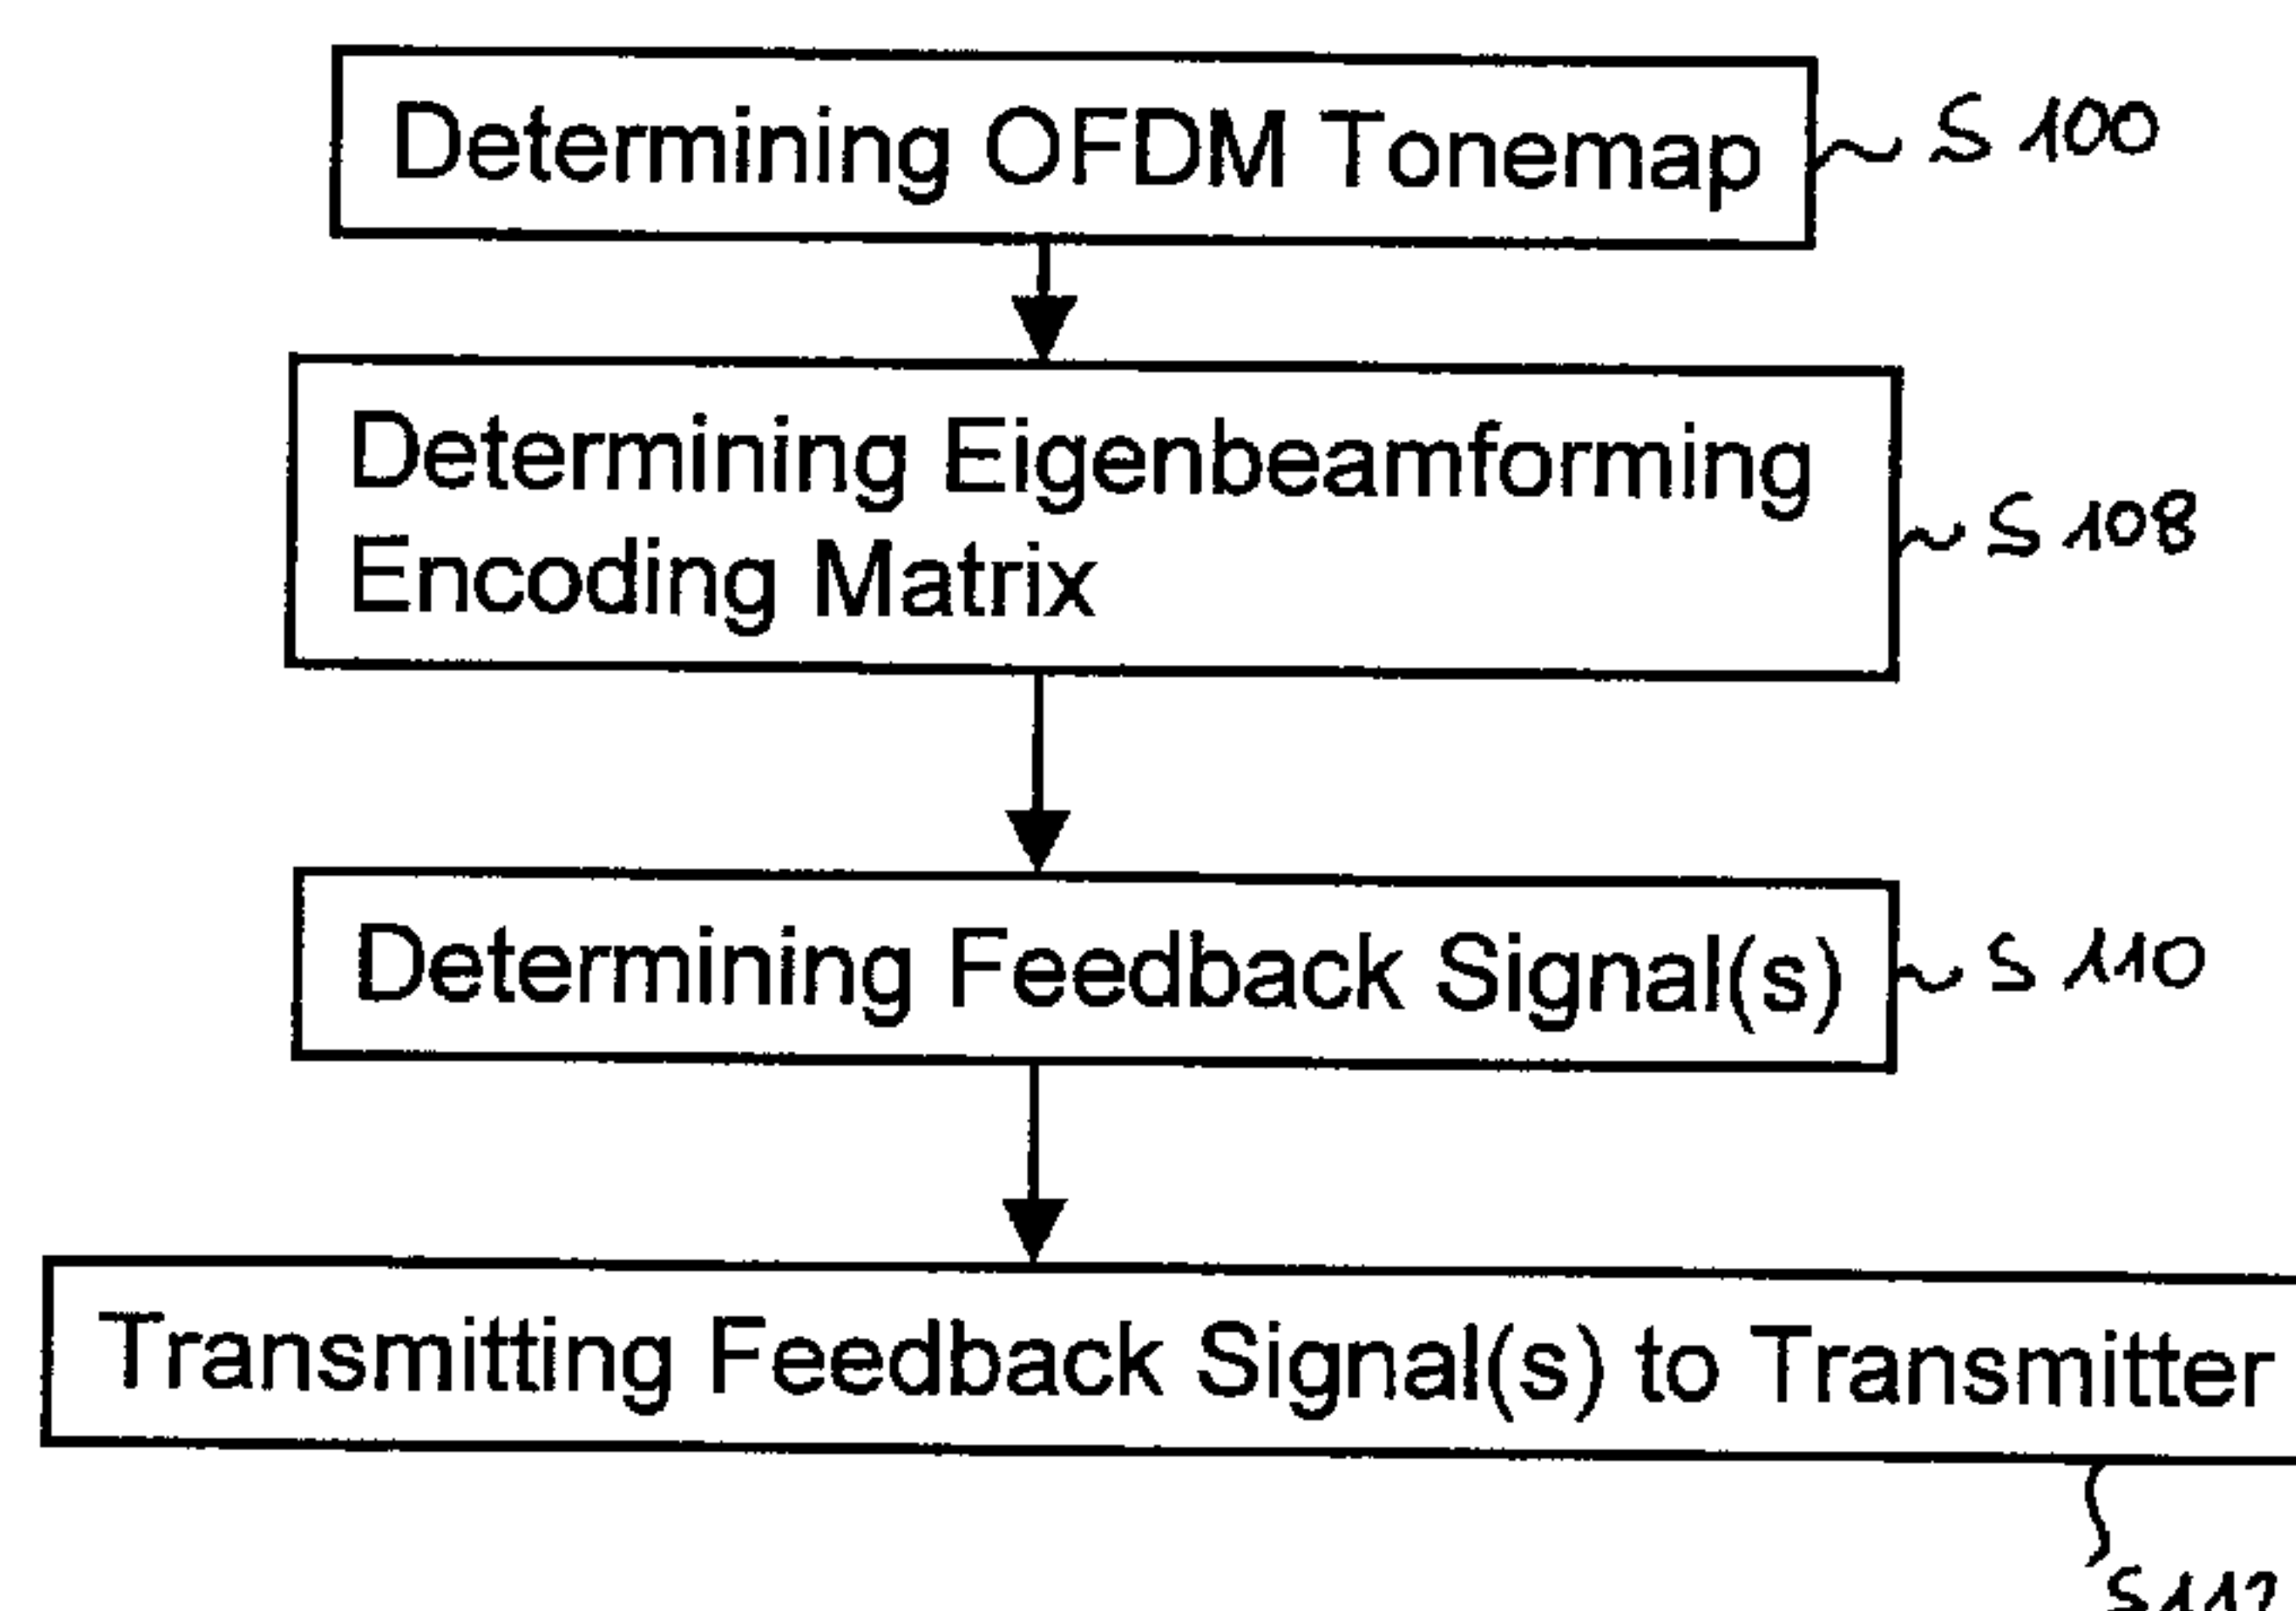 Determining OFDM Tonemap
S 100
Determining Eigenbeamforming
Encoding Matrix
S 108
Determining Feedback Signal(s)
S 110
Transmitting Feedback Signal(s) to Transmitter